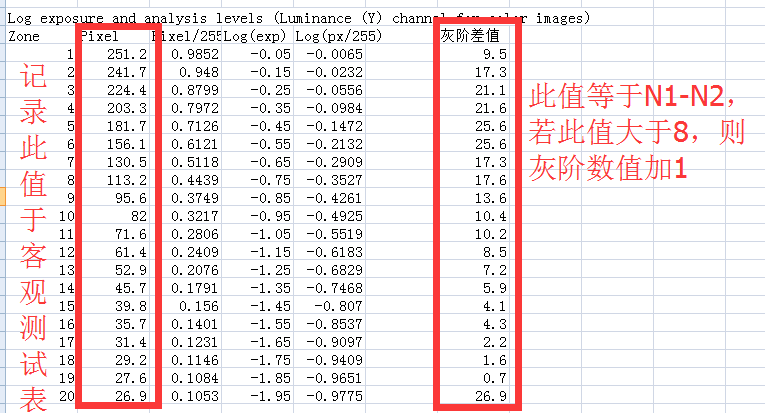 Log exposure and analysis levels (Luminance (Y) channel for color images)
Zone Pixel Pixel/255 Log(exp) Log(px/255) 灰阶差值
1 251.2 0.9852 -0.05 -0.0065 9.5
2 241.7 0.948 -0.15 -0.0232 17.3
3 224.4 0.8799 -0.25 -0.0556 21.1
4 203.3 0.7972 -0.35 -0.0984 21.6
5 181.7 0.7126 -0.45 -0.1472 25.6
6 156.1 0.6121 -0.55 -0.2132 25.6
7 130.5 0.5118 -0.65 -0.2909 17.3
8 113.2 0.4439 -0.75 -0.3527 17.6
9 95.6 0.3749 -0.85 -0.4261 13.6
10 82 0.3217 -0.95 -0.4925 10.4
11 71.6 0.2806 -1.05 -0.5519 10.2
12 61.4 0.2409 -1.15 -0.6183 8.5
13 52.9 0.2076 -1.25 -0.6829 7.2
14 45.7 0.1791 -1.35 -0.7468 5.9
15 39.8 0.156 -1.45 -0.807 4.1
16 35.7 0.1401 -1.55 -0.8537 4.3
17 31.4 0.1231 -1.65 -0.9097 2.2
18 29.2 0.1146 -1.75 -0.9409 1.6
19 27.6 0.1084 -1.85 -0.9651 0.7
20 26.9 0.1053 -1.95 -0.9775 26.9
记录此值于客观测试表
此值等于N1-N2，
若此值大于8，则
灰阶数值加1